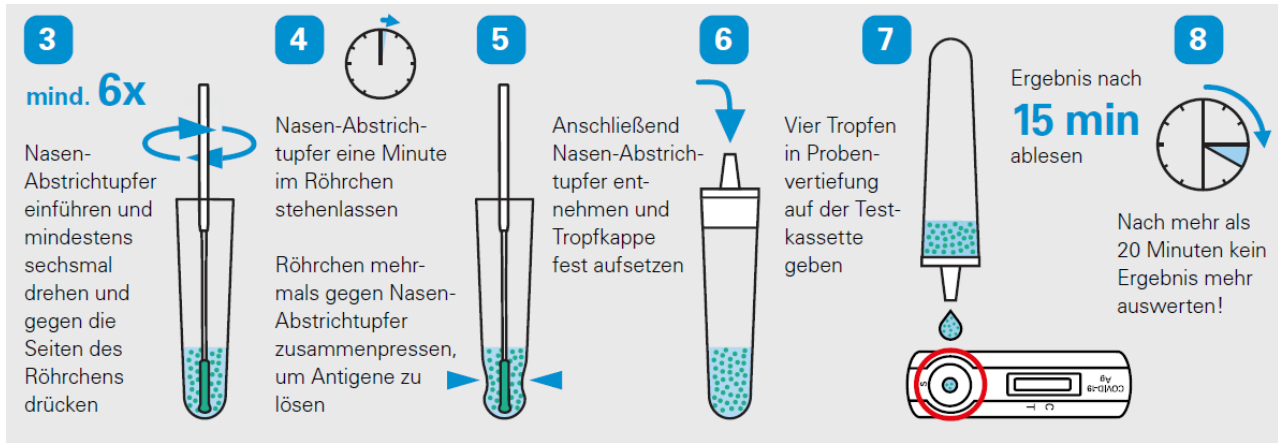 3
mind. 6x
Nasen-
Abstrichtupfer
einführen und
mindestens
sechsmal
drehen und
gegen die
Seiten des
Röhrchens
drücken
4
Nasen-Abstrich-
tupfer eine Minute
im Röhrchen
stehenlassen
5
Röhrchen mehr-
mals gegen Nasen-
Abstrichtupfer
zusammenpressen,
um Antigene zu
lösen
6
Anschließend
Nasen-Abstrich-
tupfer ent-
nehmen und
Tropfkappe
fest aufsetzen
7
Vier Tropfen
in Proben-
vertiefung
auf der Test-
kassette
geben
S
C
T
COVID-19
Ag
8
Ergebnis nach
15 min
ablesen
Nach mehr als
20 Minuten kein
Ergebnis mehr
auswerten!